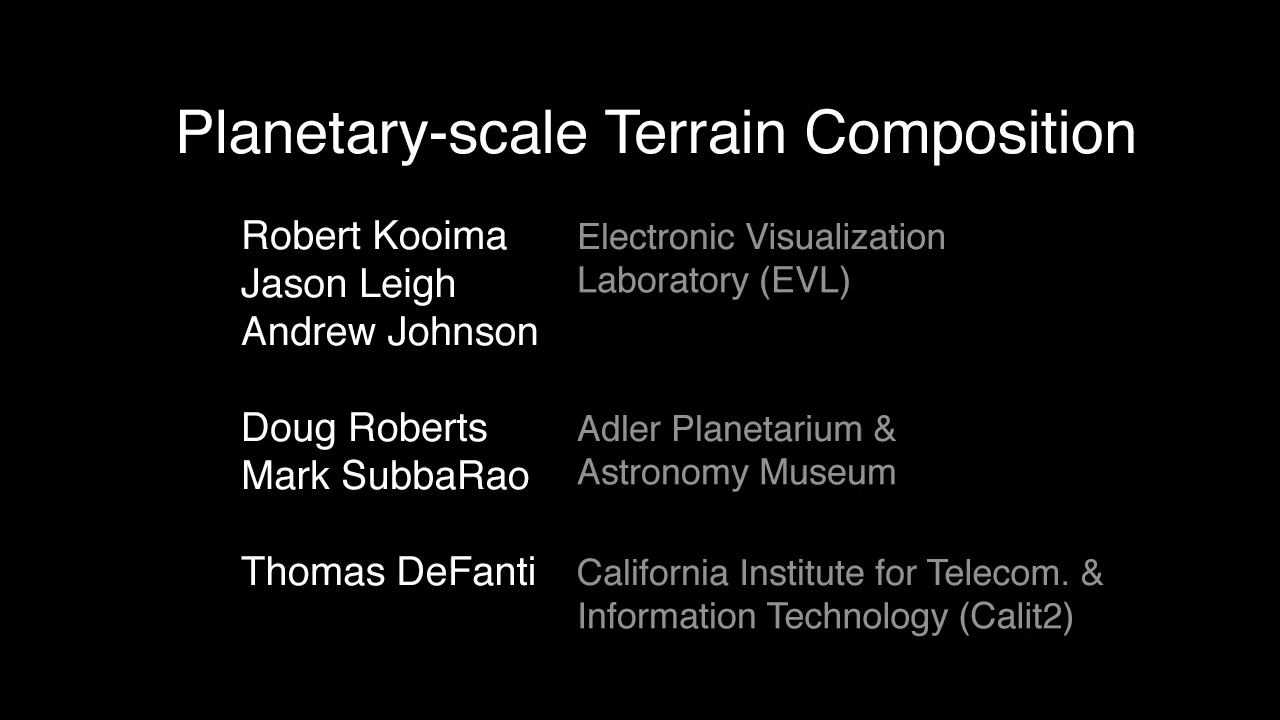 Planetary-scale Terrain Composition
Robert Kooima
Jason Leigh
Andrew Johnson
Electronic Visualization
Laboratory (EVL)
Doug Roberts
Mark SubbaRao
Adler Planetarium &
Astronomy Museum
Thomas DeFanti
California Institute for Telecom. &
Information Technology (Calit2)